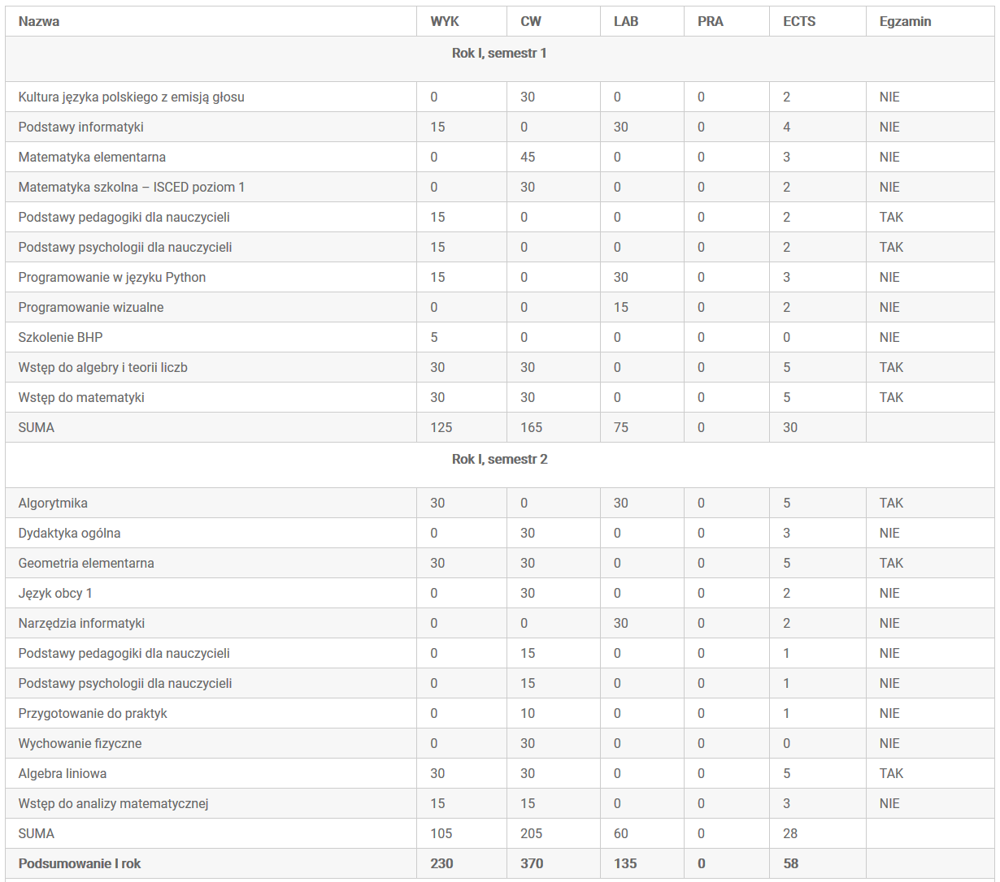 Nazwa WYK CW LAB PRA ECTS Egzamin
Rok I, semestr 1
Kultura języka polskiego z emisją głosu 0 30 0 0 2 NIE
Podstawy informatyki 15 0 30 0 4 NIE
Matematyka elementarna 0 45 0 0 3 NIE
Matematyka szkolna – ISCED poziom 1 0 30 0 0 2 NIE
Podstawy pedagogiki dla nauczycieli 15 0 0 0 2 TAK
Podstawy psychologii dla nauczycieli 15 0 0 0 2 TAK
Programowanie w języku Python 15 0 30 0 3 NIE
Programowanie wizualne 0 0 15 0 2 NIE
Szkolenie BHP 5 0 0 0 0 NIE
Wstęp do algebry i teorii liczb 30 30 0 0 5 TAK
Wstęp do matematyki 30 30 0 0 5 TAK
SUMA 125 165 75 0 30
Rok I, semestr 2
Algorytmika 30 0 30 0 5 TAK
Dydaktyka ogólna 0 30 0 0 3 NIE
Geometria elementarna 30 30 0 0 5 TAK
Język obcy 1 0 30 0 0 2 NIE
Narzędzia informatyki 0 0 30 0 2 NIE
Podstawy pedagogiki dla nauczycieli 0 15 0 0 1 NIE
Podstawy psychologii dla nauczycieli 0 15 0 0 1 NIE
Przygotowanie do praktyk 0 10 0 0 1 NIE
Wychowanie fizyczne 0 30 0 0 0 NIE
Algebra liniowa 30 30 0 0 5 TAK
Wstęp do analizy matematycznej 15 15 0 0 3 NIE
SUMA 105 205 60 0 28
Podsumowanie I rok 230 370 135 0 58